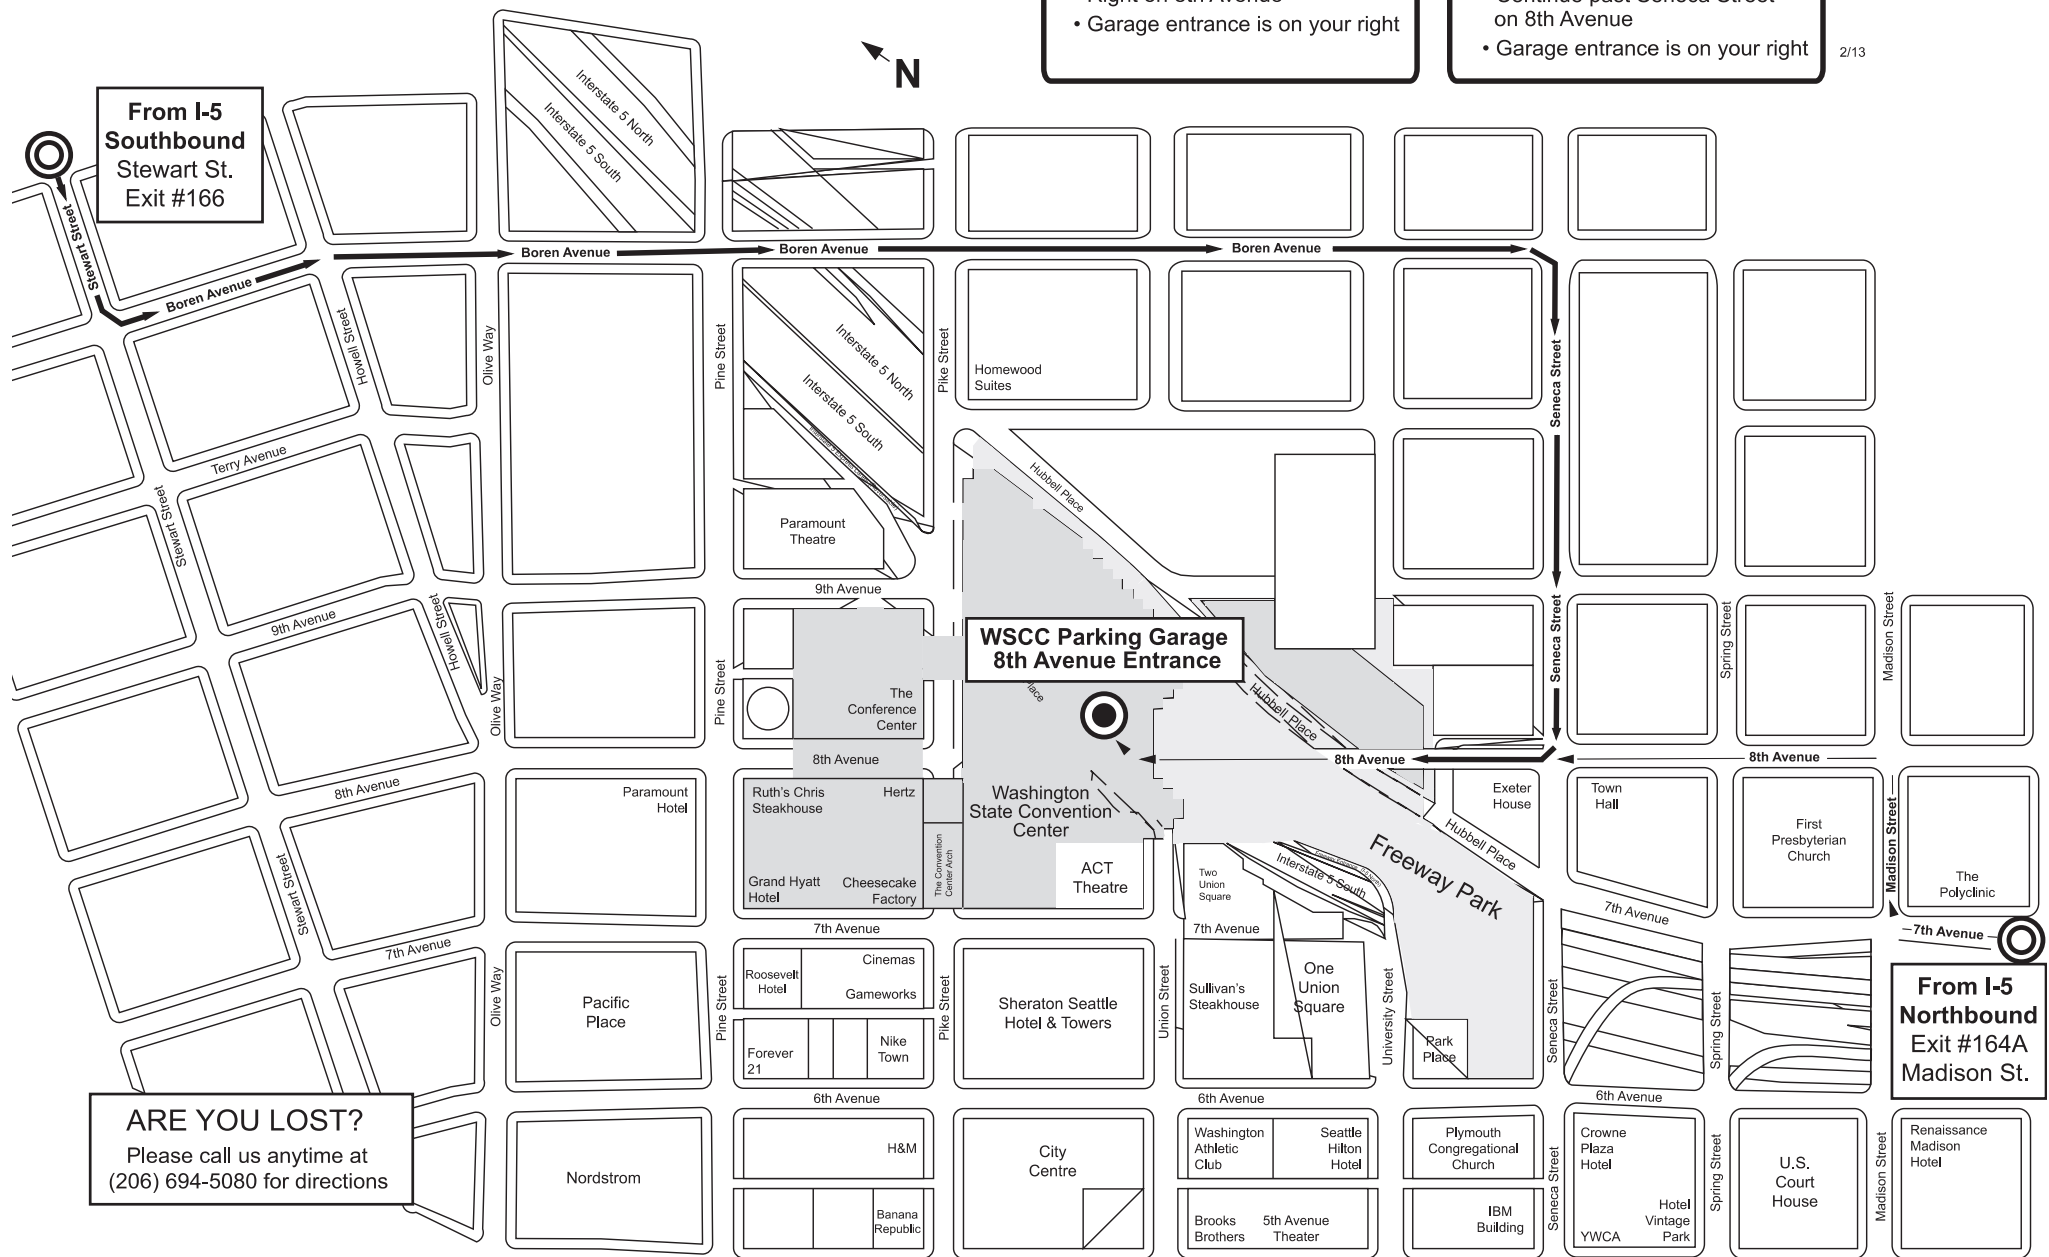 • Garage entrance is on your right
on 8th Avenue
• Garage entrance is on your right
2/13
N
From I-5
Southbound
Stewart St.
Exit #166
Interstate 5 North
Interstate 5 South
Stewart Street
Boren Avenue
Boren Avenue
Boren Avenue
Boren Avenue
Howell Street
Olive Way
Pine Street
Interstate 5 North
Interstate 5 South
Pike Street
Homewood
Suites
Seneca Street
Terry Avenue
Stewart Street
Hubbell Place
Paramount
Theatre
9th Avenue
9th Avenue
Howell Street
Olive Way
Pine Street
The
Conference
Center
WSCC Parking Garage
8th Avenue Entrance
Place
Hubbell Place
Seneca Street
Spring Street
Madison Street
8th Avenue
8th Avenue
8th Avenue
8th Avenue
Paramount
Hotel
Ruth's Chris
Steakhouse
Hertz
Washington
State Convention
Center
The Convention
Center Arch
Grand Hyatt
Hotel
Cheesecake
Factory
ACT
Theatre
Two
Union
Square
Interstate 5 South
Freeway Park
Hubbell Place
Exeter
House
Town
Hall
First
Presbyterian
Church
Madison Street
The
Polyclinic
Stewart Street
7th Avenue
7th Avenue
7th Avenue
7th Avenue
7th Avenue
Olive Way
Pacific
Place
Pine Street
Roosevelt
Hotel
Cinemas
Gameworks
Forever
21
Nike
Town
Pike Street
Sheraton Seattle
Hotel & Towers
Union Street
Sullivan's
Steakhouse
One
Union
Square
University Street
Park
Place
Seneca Street
Spring Street
From I-5
Northbound
Exit #164A
Madison St.
6th Avenue
6th Avenue
6th Avenue
ARE YOU LOST?
Please call us anytime at
(206) 694-5080 for directions
Nordstrom
H&M
Banana
Republic
City
Centre
Washington
Athletic
Club
Seattle
Hilton
Hotel
Brooks
Brothers
5th Avenue
Theater
Plymouth
Congregational
Church
IBM
Building
Seneca Street
Crowne
Plaza
Hotel
Hotel
Vintage
Park
YWCA
Spring Street
U.S.
Court
House
Madison Street
Renaissance
Madison
Hotel